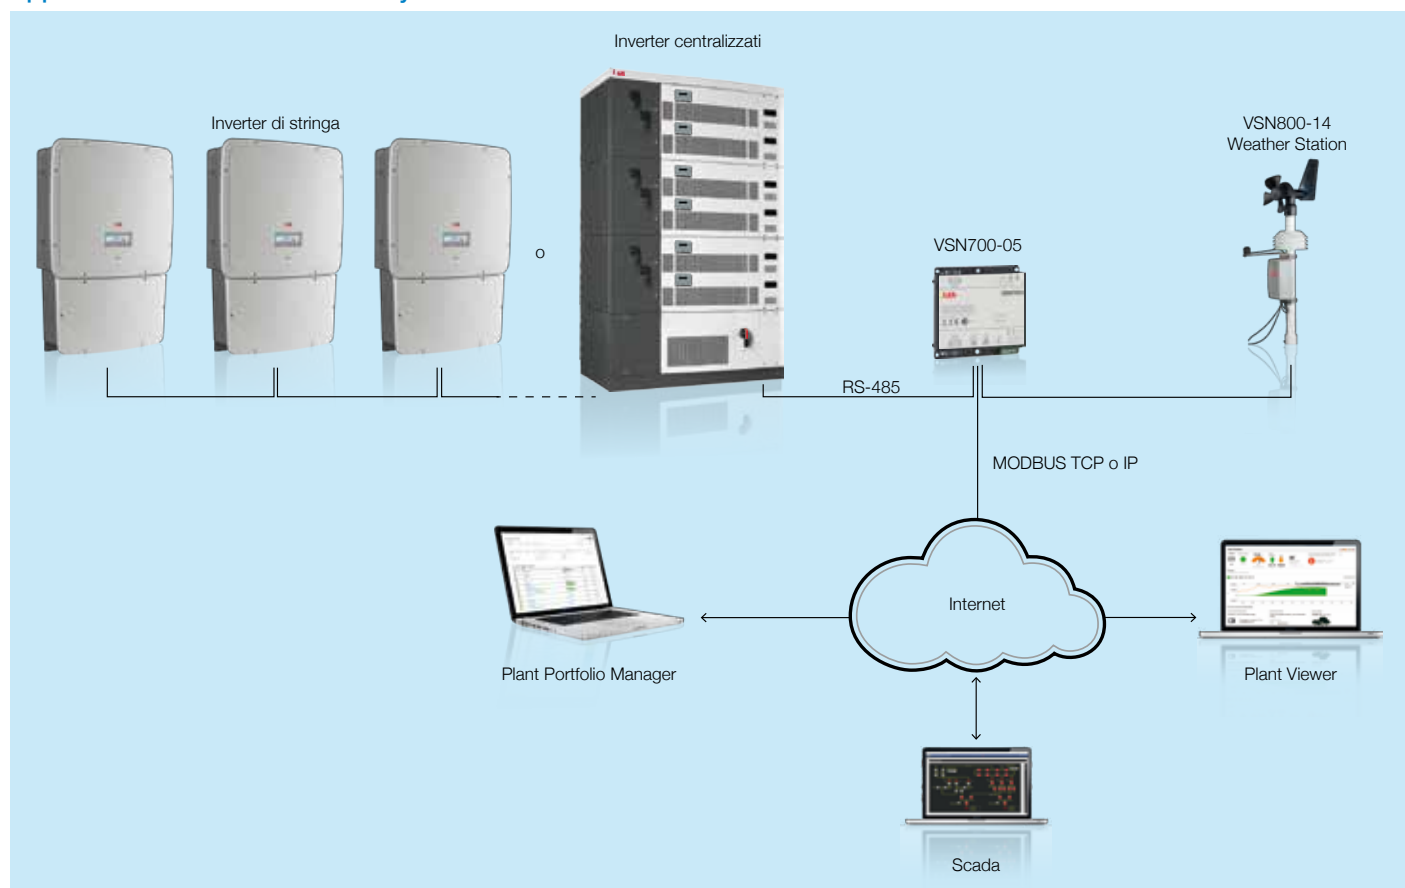 Inverter centralizzati
Inverter di stringa
VSN800-14
Weather Station
VSN700-05
o
RS-485
MODBUS TCP o IP
Internet
Plant Portfolio Manager
Plant Viewer
Scada